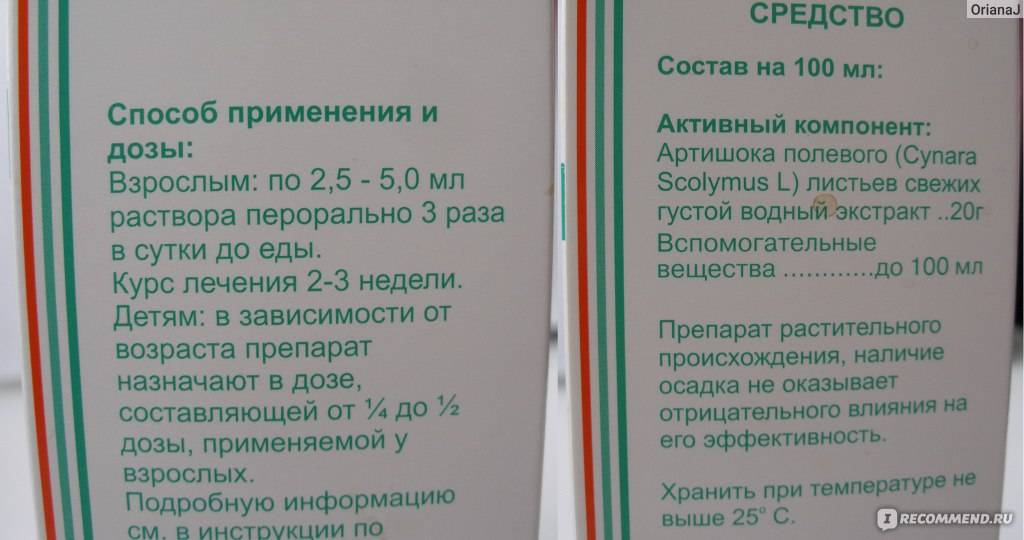 Способ применения и
дозы:
Взрослым: по 2,5 - 5,0 мл
раствора перорально 3 раза
в сутки до еды.
Курс лечения 2-3 недели.
Детям: в зависимости от
возраста препарат
назначают в дозе,
составляющей от ¼ до ½
дозы, применяемой у
взрослых.
Подробную информацию
см. в инструкции по
СРЕДСТВО
Состав на 100 мл:
Активный компонент:
Артишока полевого (Cynara
Scolymus L) листьев свежих
густой водный экстракт ..20г
Вспомогательные
вещества ............до 100 мл
Препарат растительного
происхождения, наличие
осадка не оказывает
отрицательного влияния на
его эффективность.
Хранить при температуре не
выше 25° С.
OrianaJ
I RECOMMEND.RU